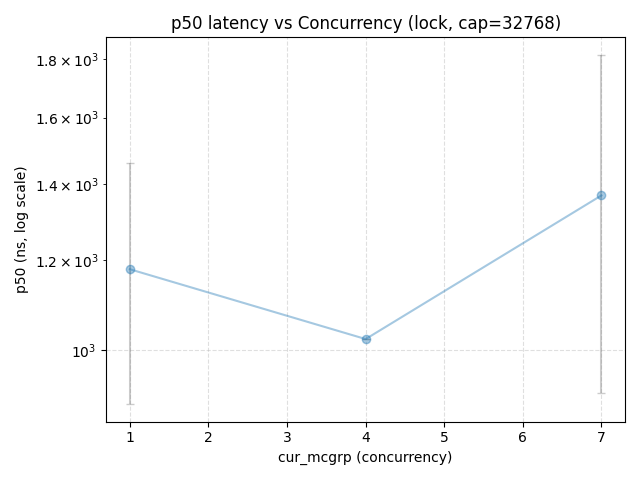 p50 latency vs Concurrency (lock, cap=32768)
p50 (ns, log scale)
1.8 × 10³
1.6 × 10³
1.4 × 10³
1.2 × 10³
10³
1 2 3 4 5 6 7
cur_mcgrp (concurrency)